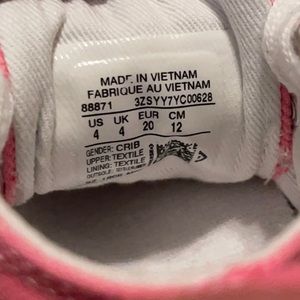 MADE IN VIETNAM
FABRIQUE AU VIETNAM
88871 3ZSYY7YC00628
US UK EUR CM
4 4 20 12
GENDER: CRIB
UPPER: TEXTILE
LINING: TEXTILE
OUTSOLE: